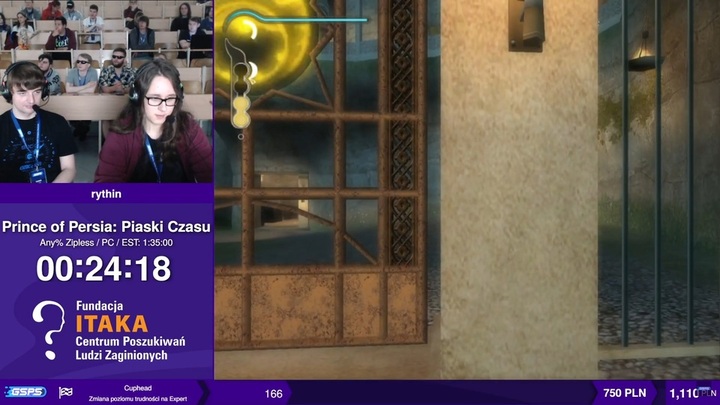 rythin
Prince of Persia: Piaski Czasu
Any% Zipless / PC / EST: 1:35:00
00:24:18
Fundacja
ITAKA
Centrum Poszukiwań
Ludzi Zaginionych
GSPS
Cuphead
Zmiana poziomu trudności na Expert
166
750 PLN
1,110